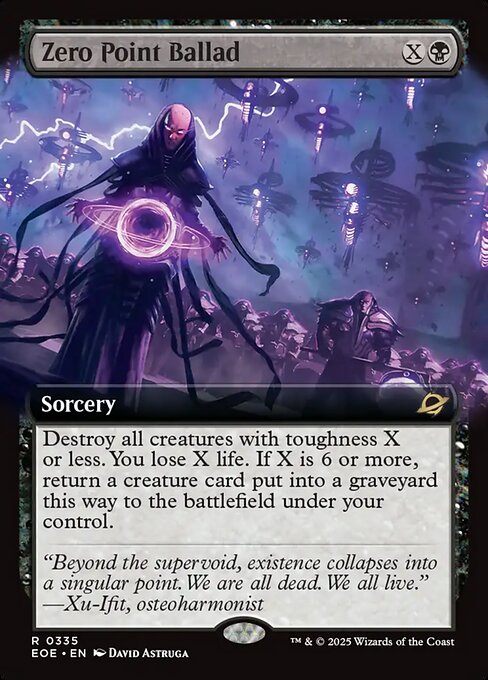 Zero Point Ballad X
Sorcery
Destroy all creatures with toughness X
or less. You lose X life. If X is 6 or more,
return a creature card put into a graveyard
this way to the battlefield under your
control.
“Beyond the supervoid, existence collapses into
a singular point. We are all dead. We all live.”
—Xu-Ifit, osteoharmonist
R 0335
EOE • EN DAVID ASTRUGA
™ & © 2025 Wizards of the Coast